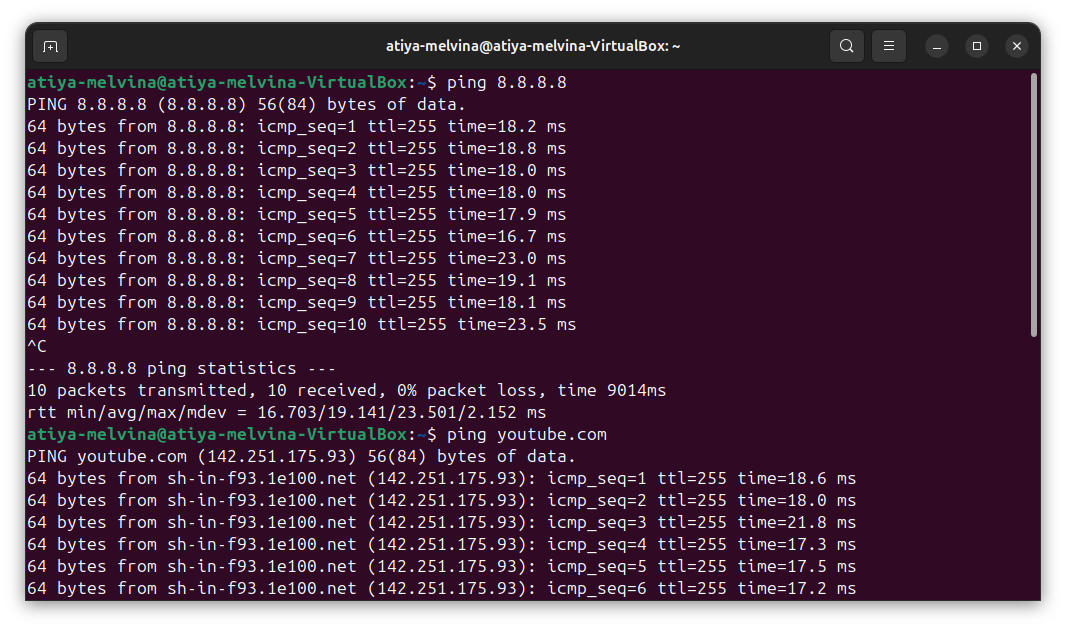 atiya-melvina@atiya-melvina-VirtualBox: ~
atiya-melvina@atiya-melvina-VirtualBox:~$ ping 8.8.8.8
PING 8.8.8.8 (8.8.8.8) 56(84) bytes of data.
64 bytes from 8.8.8.8: icmp_seq=1 ttl=255 time=18.2 ms
64 bytes from 8.8.8.8: icmp_seq=2 ttl=255 time=18.8 ms
64 bytes from 8.8.8.8: icmp_seq=3 ttl=255 time=18.0 ms
64 bytes from 8.8.8.8: icmp_seq=4 ttl=255 time=18.0 ms
64 bytes from 8.8.8.8: icmp_seq=5 ttl=255 time=17.9 ms
64 bytes from 8.8.8.8: icmp_seq=6 ttl=255 time=16.7 ms
64 bytes from 8.8.8.8: icmp_seq=7 ttl=255 time=23.0 ms
64 bytes from 8.8.8.8: icmp_seq=8 ttl=255 time=19.1 ms
64 bytes from 8.8.8.8: icmp_seq=9 ttl=255 time=18.1 ms
64 bytes from 8.8.8.8: icmp_seq=10 ttl=255 time=23.5 ms
^C
--- 8.8.8.8 ping statistics ---
10 packets transmitted, 10 received, 0% packet loss, time 9014ms
rtt min/avg/max/mdev = 16.703/19.141/23.501/2.152 ms
atiya-melvina@atiya-melvina-VirtualBox:~$ ping youtube.com
PING youtube.com (142.251.175.93) 56(84) bytes of data.
64 bytes from sh-in-f93.1e100.net (142.251.175.93): icmp_seq=1 ttl=255 time=18.6 ms
64 bytes from sh-in-f93.1e100.net (142.251.175.93): icmp_seq=2 ttl=255 time=18.0 ms
64 bytes from sh-in-f93.1e100.net (142.251.175.93): icmp_seq=3 ttl=255 time=21.8 ms
64 bytes from sh-in-f93.1e100.net (142.251.175.93): icmp_seq=4 ttl=255 time=17.3 ms
64 bytes from sh-in-f93.1e100.net (142.251.175.93): icmp_seq=5 ttl=255 time=17.5 ms
64 bytes from sh-in-f93.1e100.net (142.251.175.93): icmp_seq=6 ttl=255 time=17.2 ms